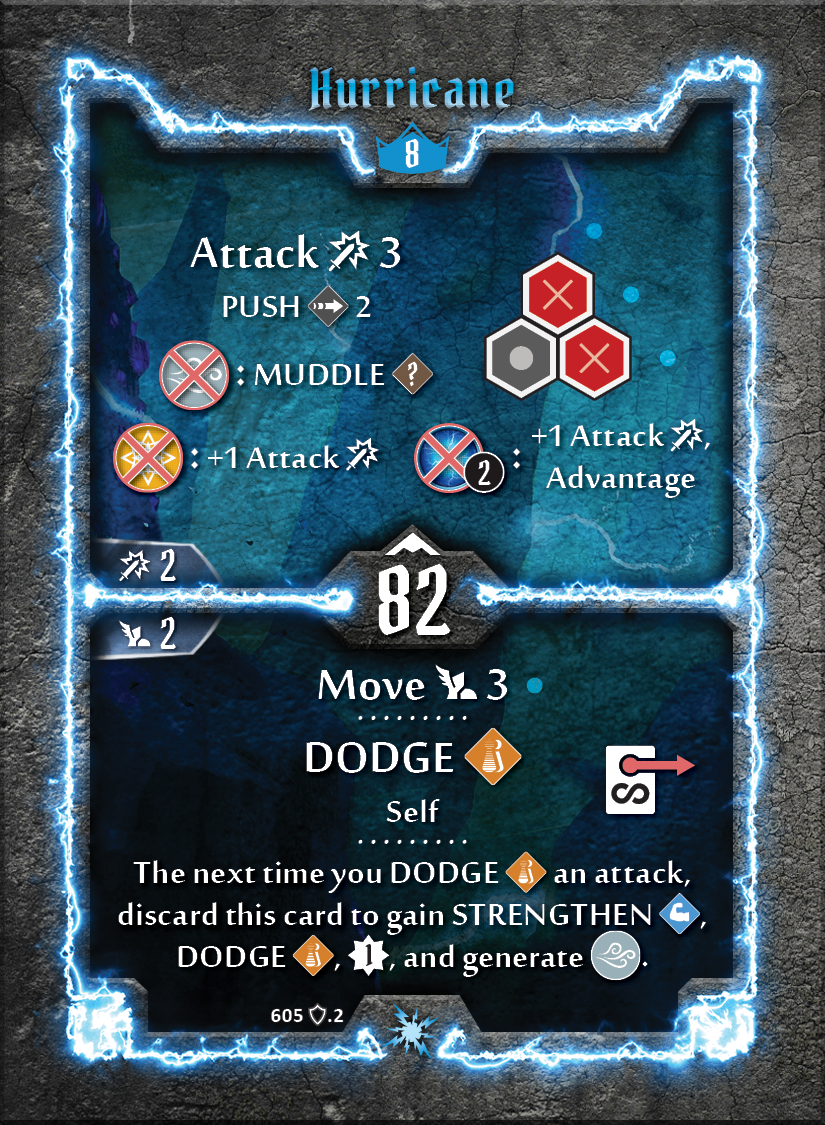 Hurricane
8
Attack 3
PUSH 2
: MUDDLE ?
: +1 Attack
2 : +1 Attack,
Advantage
2
82
2
Move 3
DODGE
Self
The next time you DODGE an attack,
discard this card to gain STRENGTHEN,
DODGE, 1, and generate.
605 .2